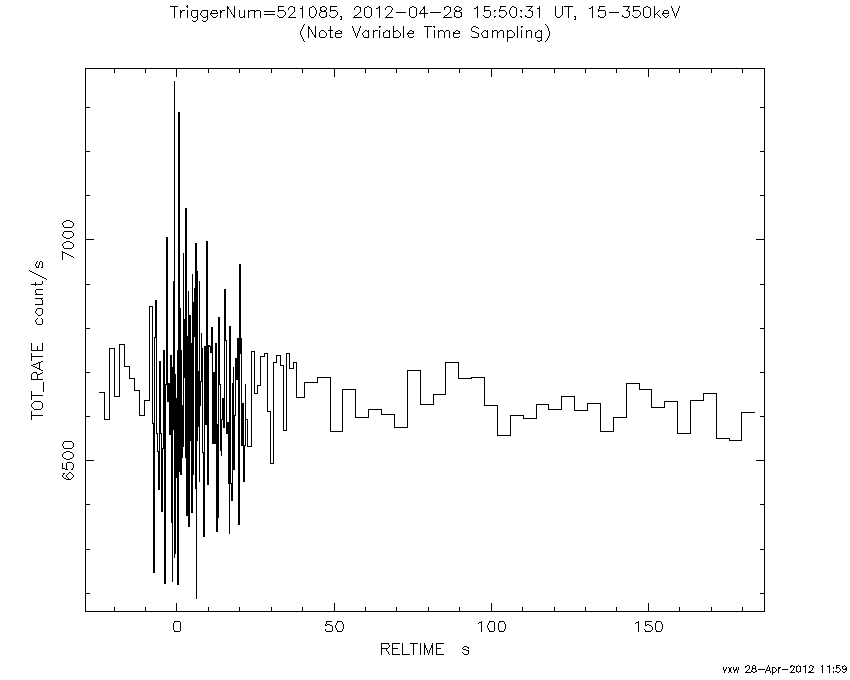 TriggerNum=521085, 2012-04-28 15:50:31 UT, 15-350keV
(Note Variable Time Sampling)
7000
6500
TOT_RATE count/s
0 50 100 150
RELTIME s
vxw 28-Apr-2012 11:59